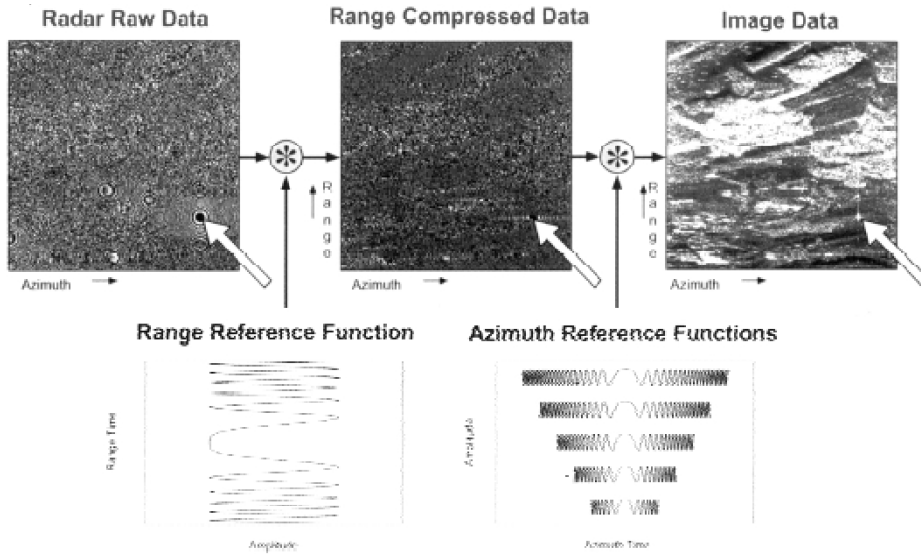 Radar Raw Data
Range Compressed Data
Image Data
Range
Range
Azimuth
Azimuth
Azimuth
Range Reference Function
Azimuth Reference Functions
Range Time
Amplitude
Amplitude
Azimuth Time